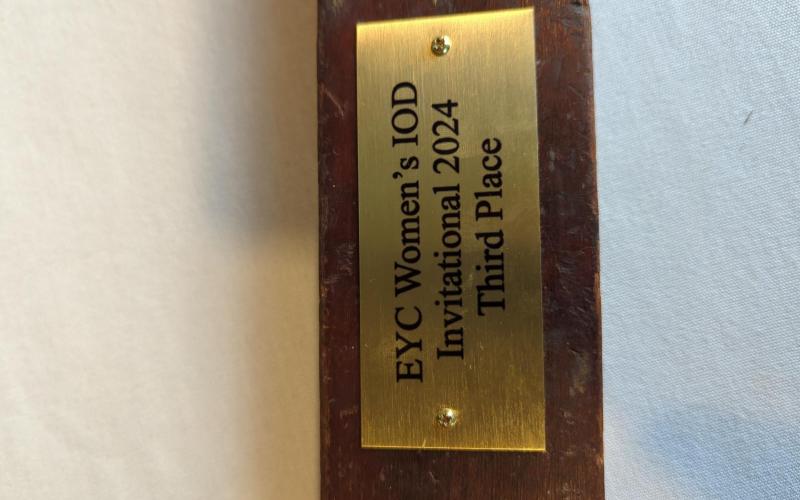 EYC Women's IOD
Invitational 2024
Third Place